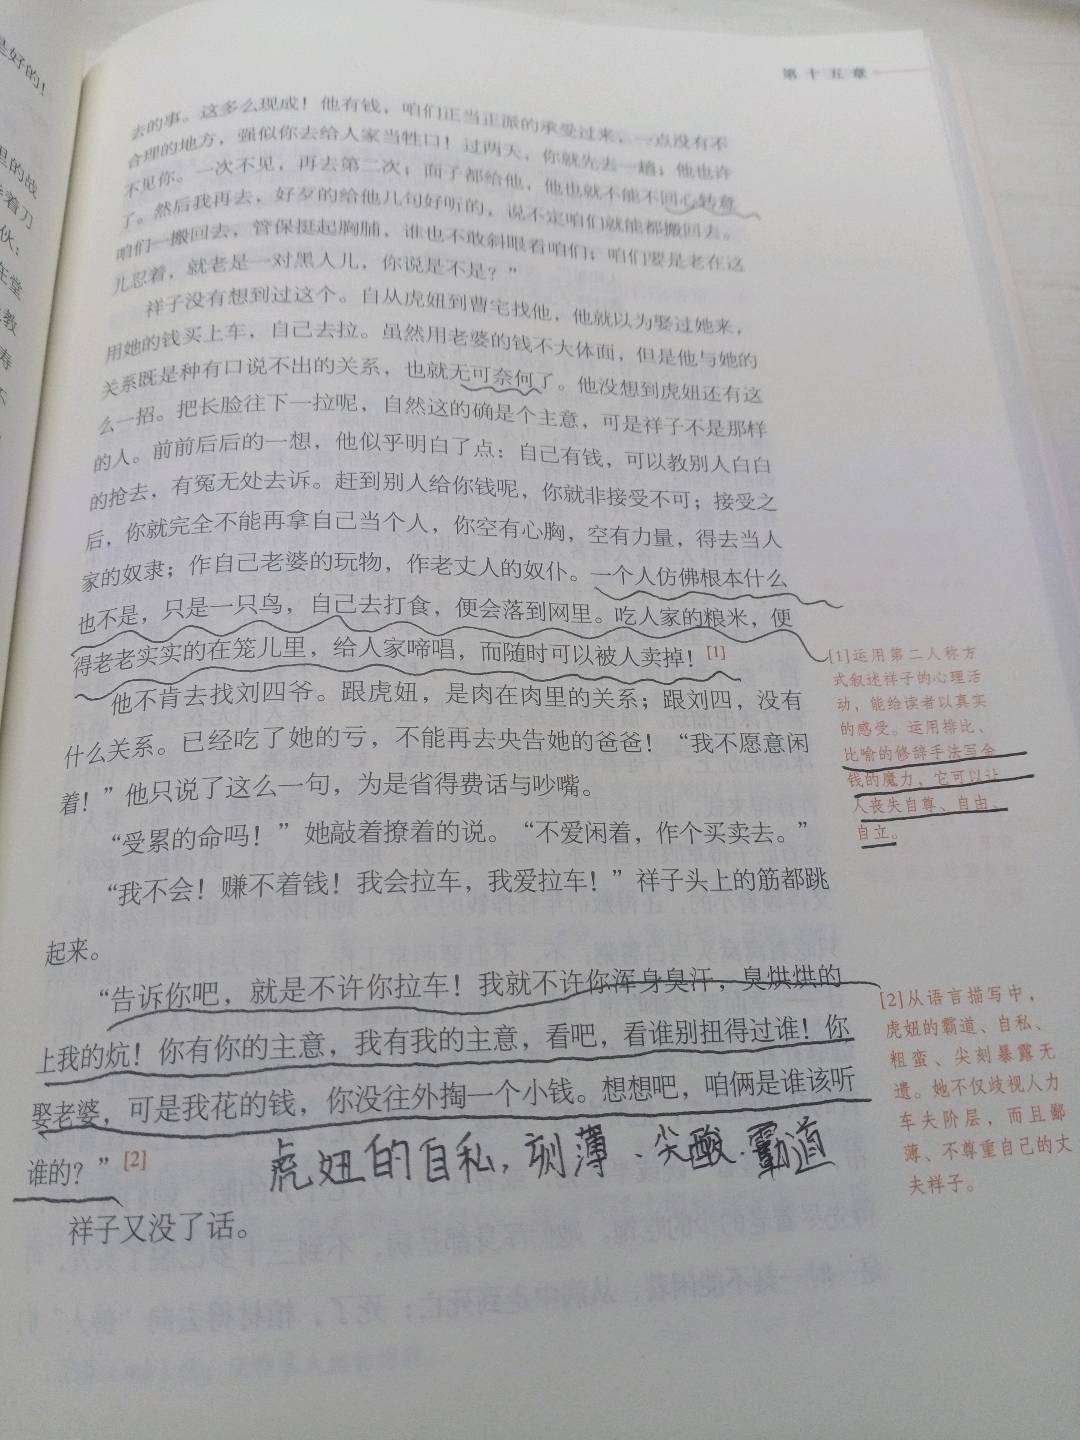 是好的！
里的战
着刀
伙：
在堂
教
寿
第十五章
去的事。这多么现成！他有钱，咱们正当正派的承受过来，一点没有不
合理的地方，强似你去给人家当牲口！过两天，你就先去一趟；他也许
不见你。一次不见，再去第二次；面子都给他，他也就不能不回心转意
了。然后我再去，好歹的给他几句好听的，说不定咱们就能都搬回去。
咱们一搬回去，管保挺起胸脯，谁也不敢斜眼看咱们；咱们要是老在这
儿忍着，就老是一对黑人儿，你说是不是？”
祥子没有想到过这个。自从虎妞到曹宅找他，他就以为娶过她来，
用她的钱买上车，自己去拉。虽然用老婆的钱不大体面，但是他与她的
关系既是种有口说不出的关系，也就无可奈何了。他没想到虎妞还有这
么一招。把长脸往下一拉呢，自然这的确是个主意，可是祥子不是那样
的人。前前后后的一想，他似乎明白了点：自己有钱，可以教别人白白
的抢去，有冤无处去诉。赶到别人给你钱呢，你就非接受不可；接受之
后，你就完全不能再拿自己当个人，你空有心胸，空有力量，得去当人
家的奴隶；作自己老婆的玩物，作老丈人的奴仆。一个人仿佛根本什么
也不是，只是一只鸟，自己去打食，便会落到网里。吃人家的粮米，便
得老老实实的在笼儿里，给人家啼唱，而随时可以被人卖掉！[1]
他不肯去找刘四爷。跟虎妞，是肉在肉里的关系；跟刘四，没有
什么关系。已经吃了她的亏，不能再去央告她的爸爸！“我不愿意闲
着！”他只说了这么一句，为是省得费话与吵嘴。
“受累的命吗！”她敲着撩着的说。“不爱闲着，作个买卖去。”
“我不会！赚不着钱！我会拉车，我爱拉车！”祥子头上的筋都跳
起来。
“告诉你吧，就是不许你拉车！我就不许你浑身臭汗，臭烘烘的
上我的炕！你有你的主意，我有我的主意，看吧，看谁别扭得过谁！你
娶老婆，可是我花的钱，你没往外掏一个小钱。想想吧，咱俩是谁该听
谁的？”[2]
虎妞的自私，刻薄、尖酸、霸道
祥子又没了话。
[1]运用第二人称方
式叙述祥子的心理活
动，能给读者以真实
的感受。运用排比、
比喻的修辞手法写金
钱的魔力，它可以让
人丧失自尊、自由、
自立。
[2]从语言描写中，
虎妞的霸道、自私、
粗蛮、尖刻暴露无
遗。她不仅歧视人力
车夫阶层，而且鄙
薄、不尊重自己的丈
夫祥子。